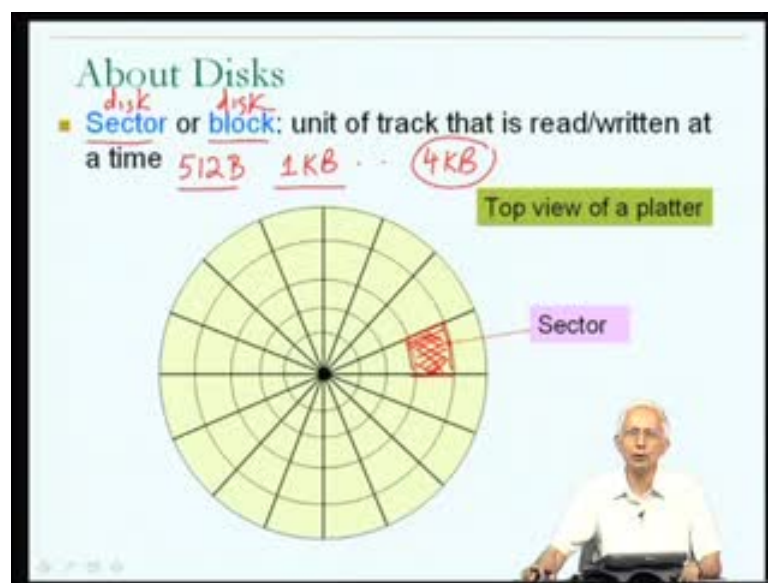 About Disks
disk disk
Sector or block: unit of track that is read/written at
a time 512B 1KB .. 4KB
Top view of a platter
Sector